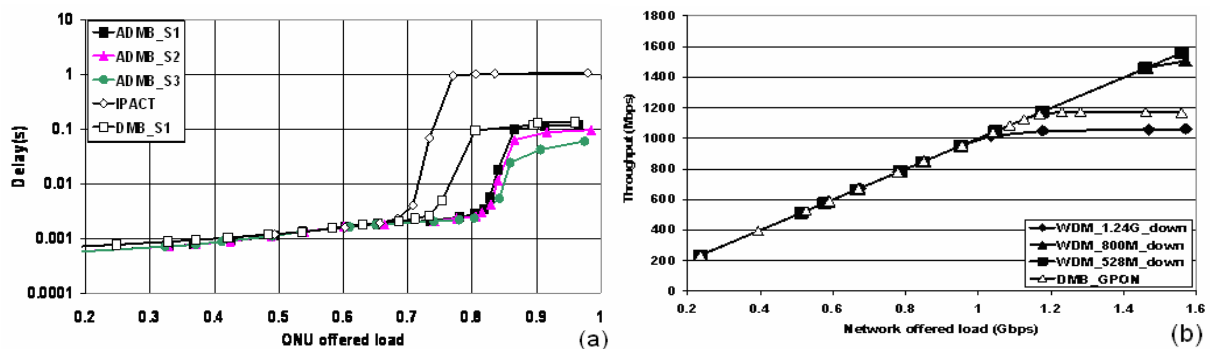 10
1
0.1
0.01
0.001
0.0001
Delay(s)
ADMB_S1
ADMB_S2
ADMB_S3
IPACT
DMB_S1
0.2 0.3 0.4 0.5 0.6 0.7 0.8 0.9 1
ONU offered load
(a)
1800
1600
1400
1200
1000
800
600
400
200
0
Throughput(Mbps)
WDM_1.24G_down
WDM_800M_down
WDM_528M_down
DMB_GPON
0.2 0.4 0.6 0.8 1 1.2 1.4 1.6
Network offered load (Gbps)
(b)